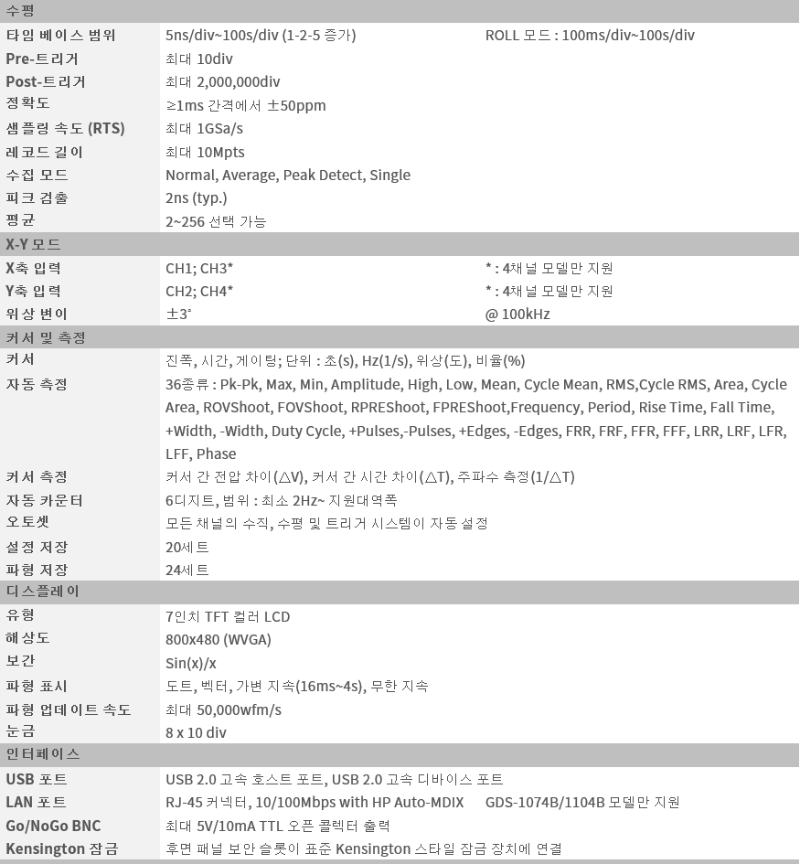 수평
타임 베이스 범위 5ns/div~100s/div (1-2-5 증가) ROLL 모드 : 100ms/div~100s/div
Pre-트리거 최대 10div
Post-트리거 최대 2,000,000div
정확도 ≥1ms 간격에서 ±50ppm
샘플링 속도 (RTS) 최대 1GSa/s
레코드 길이 최대 10Mpts
수집 모드 Normal, Average, Peak Detect, Single
피크 검출 2ns (typ.)
평균 2~256 선택 가능
X-Y 모드
X축 입력 CH1; CH3* * : 4채널 모델만 지원
Y축 입력 CH2; CH4* * : 4채널 모델만 지원
위상 변이 ±3˚ @ 100kHz
커서 및 측정
커서 진폭, 시간, 게이팅; 단위 : 초(s), Hz(1/s), 위상(도), 비율(%)
자동 측정 36종류 : Pk-Pk, Max, Min, Amplitude, High, Low, Mean, Cycle Mean, RMS,Cycle RMS, Area, Cycle
Area, ROVShoot, FOVShoot, RPREShoot, FPREShoot,Frequency, Period, Rise Time, Fall Time,
+Width, -Width, Duty Cycle, +Pulses,-Pulses, +Edges, -Edges, FRR, FRF, FFR, FFF, LRR, LRF, LFR,
LFF, Phase
커서 측정 커서 간 전압 차이(△V), 커서 간 시간 차이(△T), 주파수 측정(1/△T)
자동 카운터 6디지트, 범위 : 최소 2Hz~ 지원대역폭
오토셋 모든 채널의 수직, 수평 및 트리거 시스템이 자동 설정
설정 저장 20세트
파형 저장 24세트
디스플레이
유형 7인치 TFT 컬러 LCD
해상도 800x480 (WVGA)
보간 Sin(x)/x
파형 표시 도트, 벡터, 가변 지속(16ms~4s), 무한 지속
파형 업데이트 속도 최대 50,000wfm/s
눈금 8 x 10 div
인터페이스
USB 포트 USB 2.0 고속 호스트 포트, USB 2.0 고속 디바이스 포트
LAN 포트 RJ-45 커넥터, 10/100Mbps with HP Auto-MDIX GDS-1074B/1104B 모델만 지원
Go/NoGo BNC 최대 5V/10mA TTL 오픈 콜렉터 출력
Kensington 잠금 후면 패널 보안 슬롯이 표준 Kensington 스타일 잠금 장치에 연결